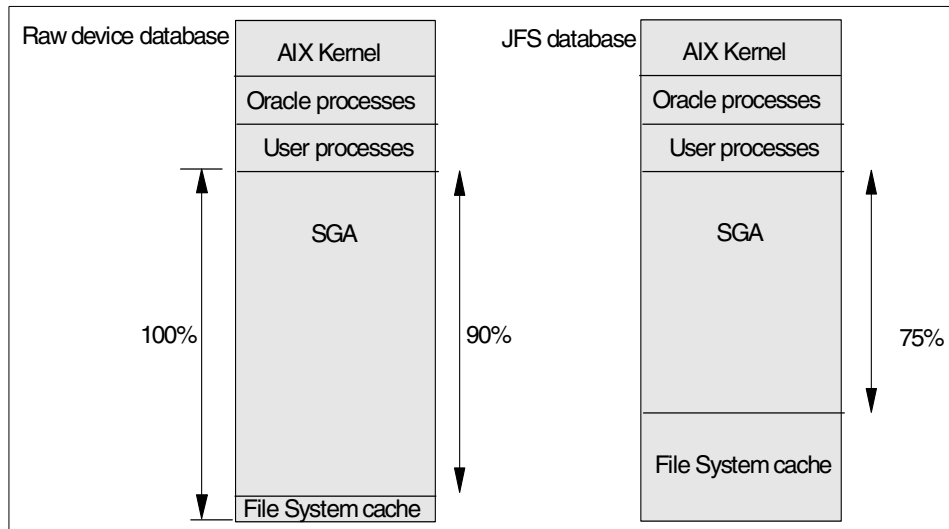 Raw device database
AIX Kernel
Oracle processes
User processes
SGA
100%
90%
File System cache
JFS database
AIX Kernel
Oracle processes
User processes
SGA
75%
File System cache